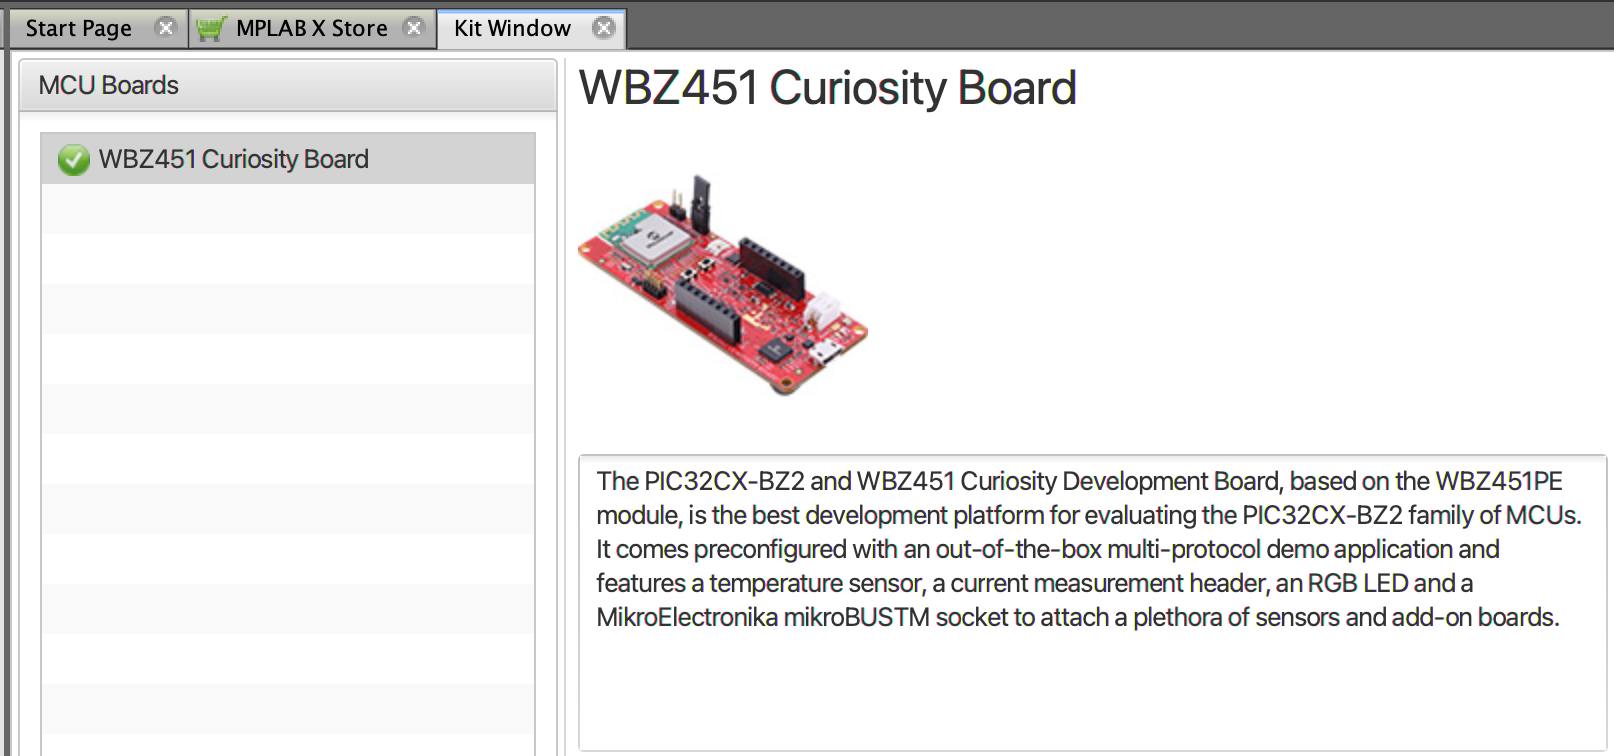 Start Page
MPLAB X Store
Kit Window
MCU Boards
WBZ451 Curiosity Board
WBZ451 Curiosity Board
The PIC32CX-BZ2 and WBZ451 Curiosity Development Board, based on the WBZ451PE
module, is the best development platform for evaluating the PIC32CX-BZ2 family of MCUs.
It comes preconfigured with an out-of-the-box multi-protocol demo application and
features a temperature sensor, a current measurement header, an RGB LED and a
MikroElectronika mikroBUSTM socket to attach a plethora of sensors and add-on boards.